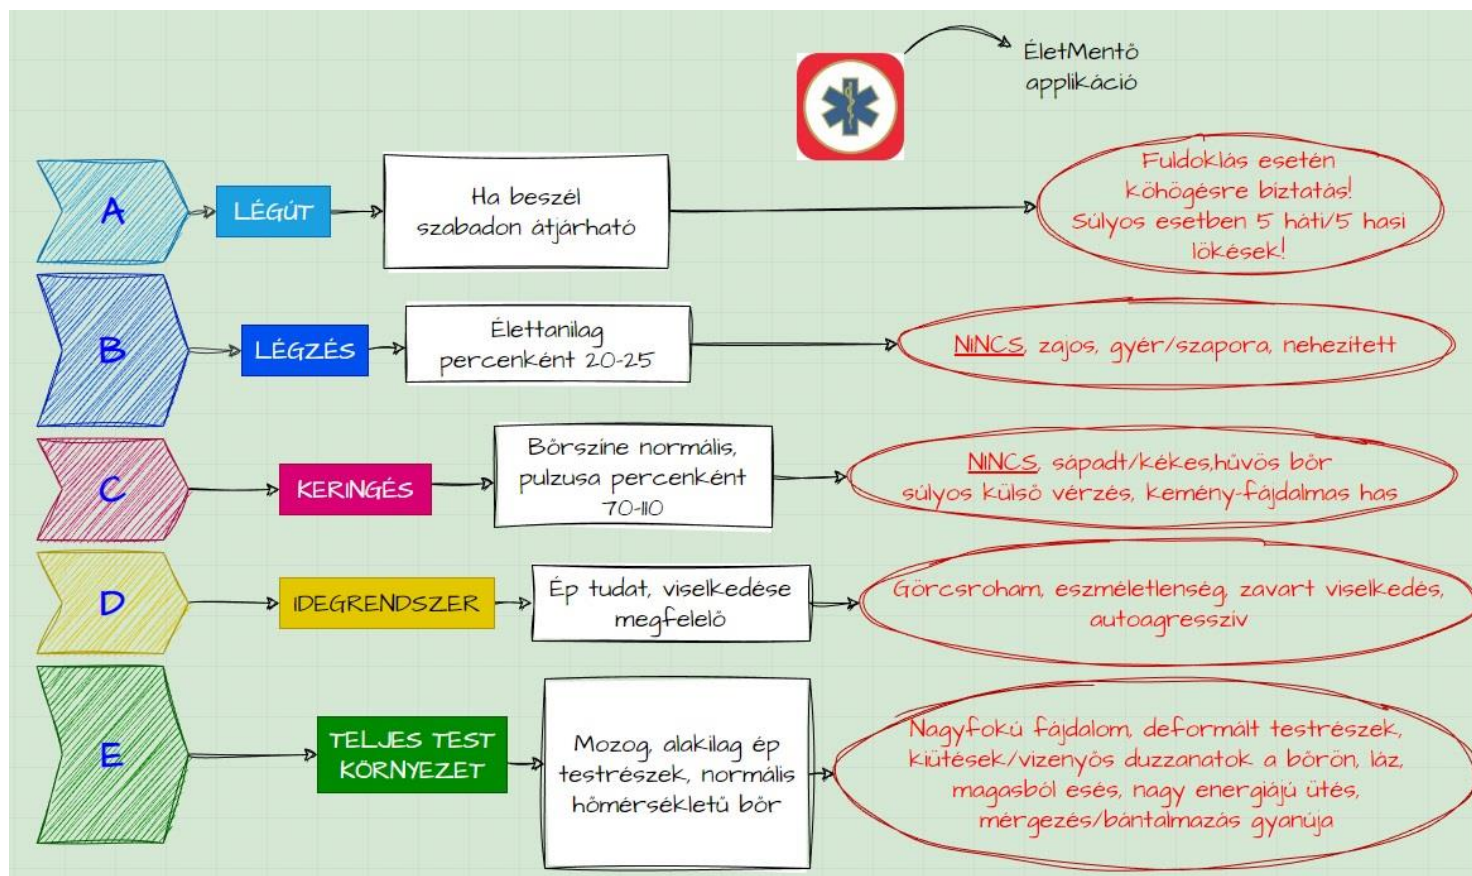 ÉletMentő
applikáció
A
LÉGÚT
Ha beszél
szabadon átjárható
Fuldoklás esetén
köhögésre biztatás!
Súlyos esetben 5 háti/5 hasi
lökések!
B
LÉGZÉS
Élettanilag
percenként 20-25
NINCS, zajos, gyér/szapora, nehezített
C
KERINGÉS
Bőrszíne normális,
pulzusa percenként
70-110
NINCS, sápadt/kékes,hűvös bőr
súlyos külső vérzés, kemény-fájdalmas has
D
IDEGRENDSZER
Ép tudat, viselkedése
megfelelő
Görcsroham, eszméletlenség, zavart viselkedés,
autoagresszív
E
TELJES TEST
KÖRNYEZET
Mozog, alakilag ép
testrészek, normális
hőmérsékletű bőr
Nagyfokú fájdalom, deformált testrészek,
kiütések/vizenyős duzzanatok a bőrön, láz,
magasból esés, nagy energiájú ütés,
mérgezés/bántalmazás gyanúja